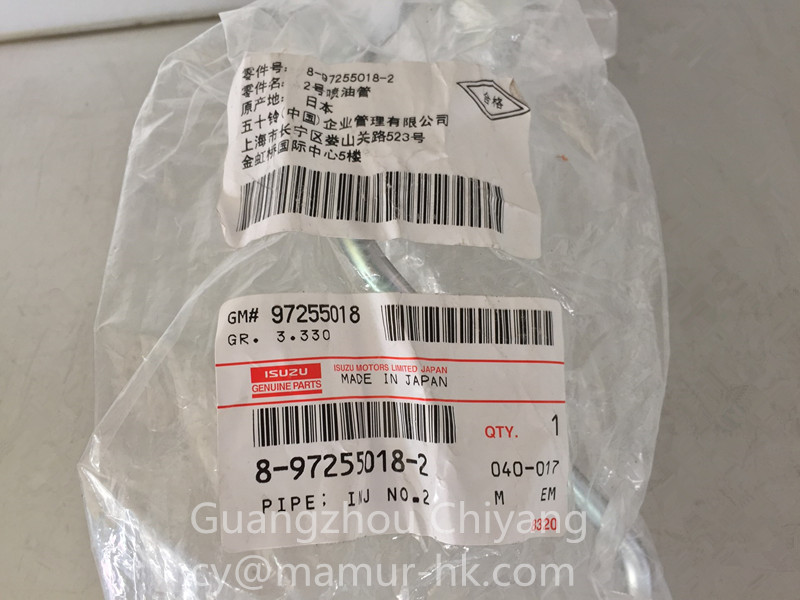 零件号: 8-97255018-2
零件名: 2号喷油管
原产地: 日本
五十铃(中国)企业管理有限公司
上海市长宁区娄山关路523号
金虹桥国际中心5楼
合格
GM# 97255018
GR. 3.330
ISUZU
GENUINE PARTS
ISUZU MOTORS LIMITED JAPAN
MADE IN JAPAN
QTY. 1
8-97255018-2
040-017
PIPE; INJ NO.2
M EM
3320
Guangzhou Chiyang
cy@mamur-hk.com